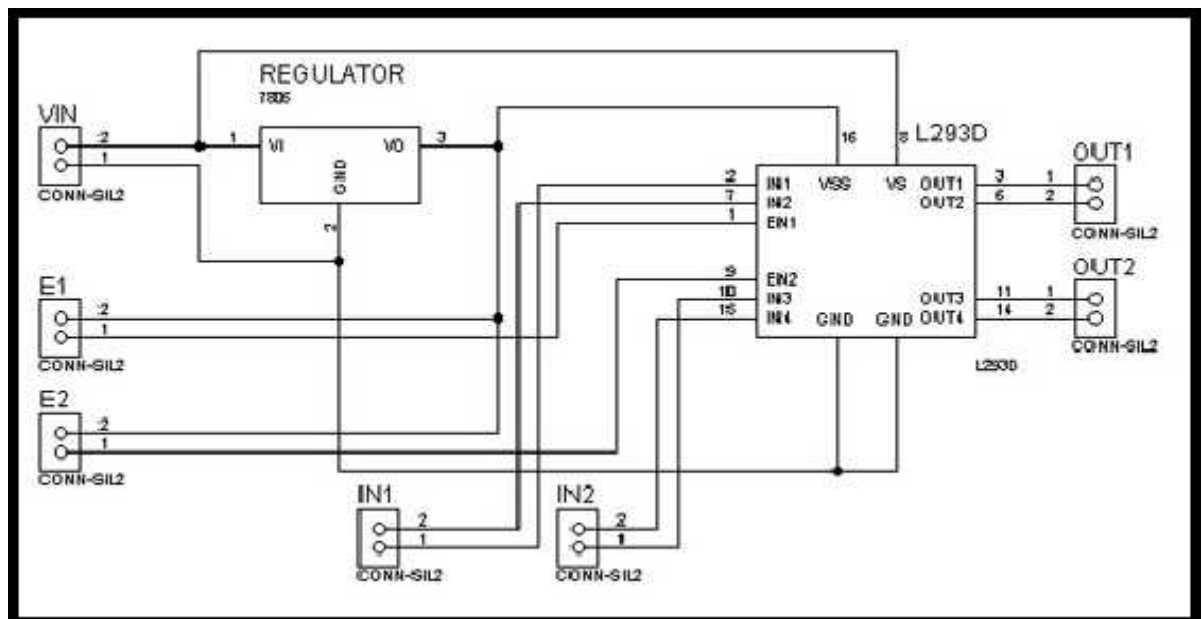 REGULATOR
7805
VIN
2
1
CONN-SIL2
1
VI
VO
3
GND
2
16
8
L293D
OUT1
2
IN1
VSS
VS
OUT1
3
1
7
IN2
OUT2
6
2
1
EN1
CONN-SIL2
E1
2
1
CONN-SIL2
9
EN2
OUT2
10
IN3
OUT3
11
1
15
IN4
GND
GND
OUT4
14
2
CONN-SIL2
L293D
E2
2
1
CONN-SIL2
IN1
2
1
CONN-SIL2
IN2
2
1
CONN-SIL2